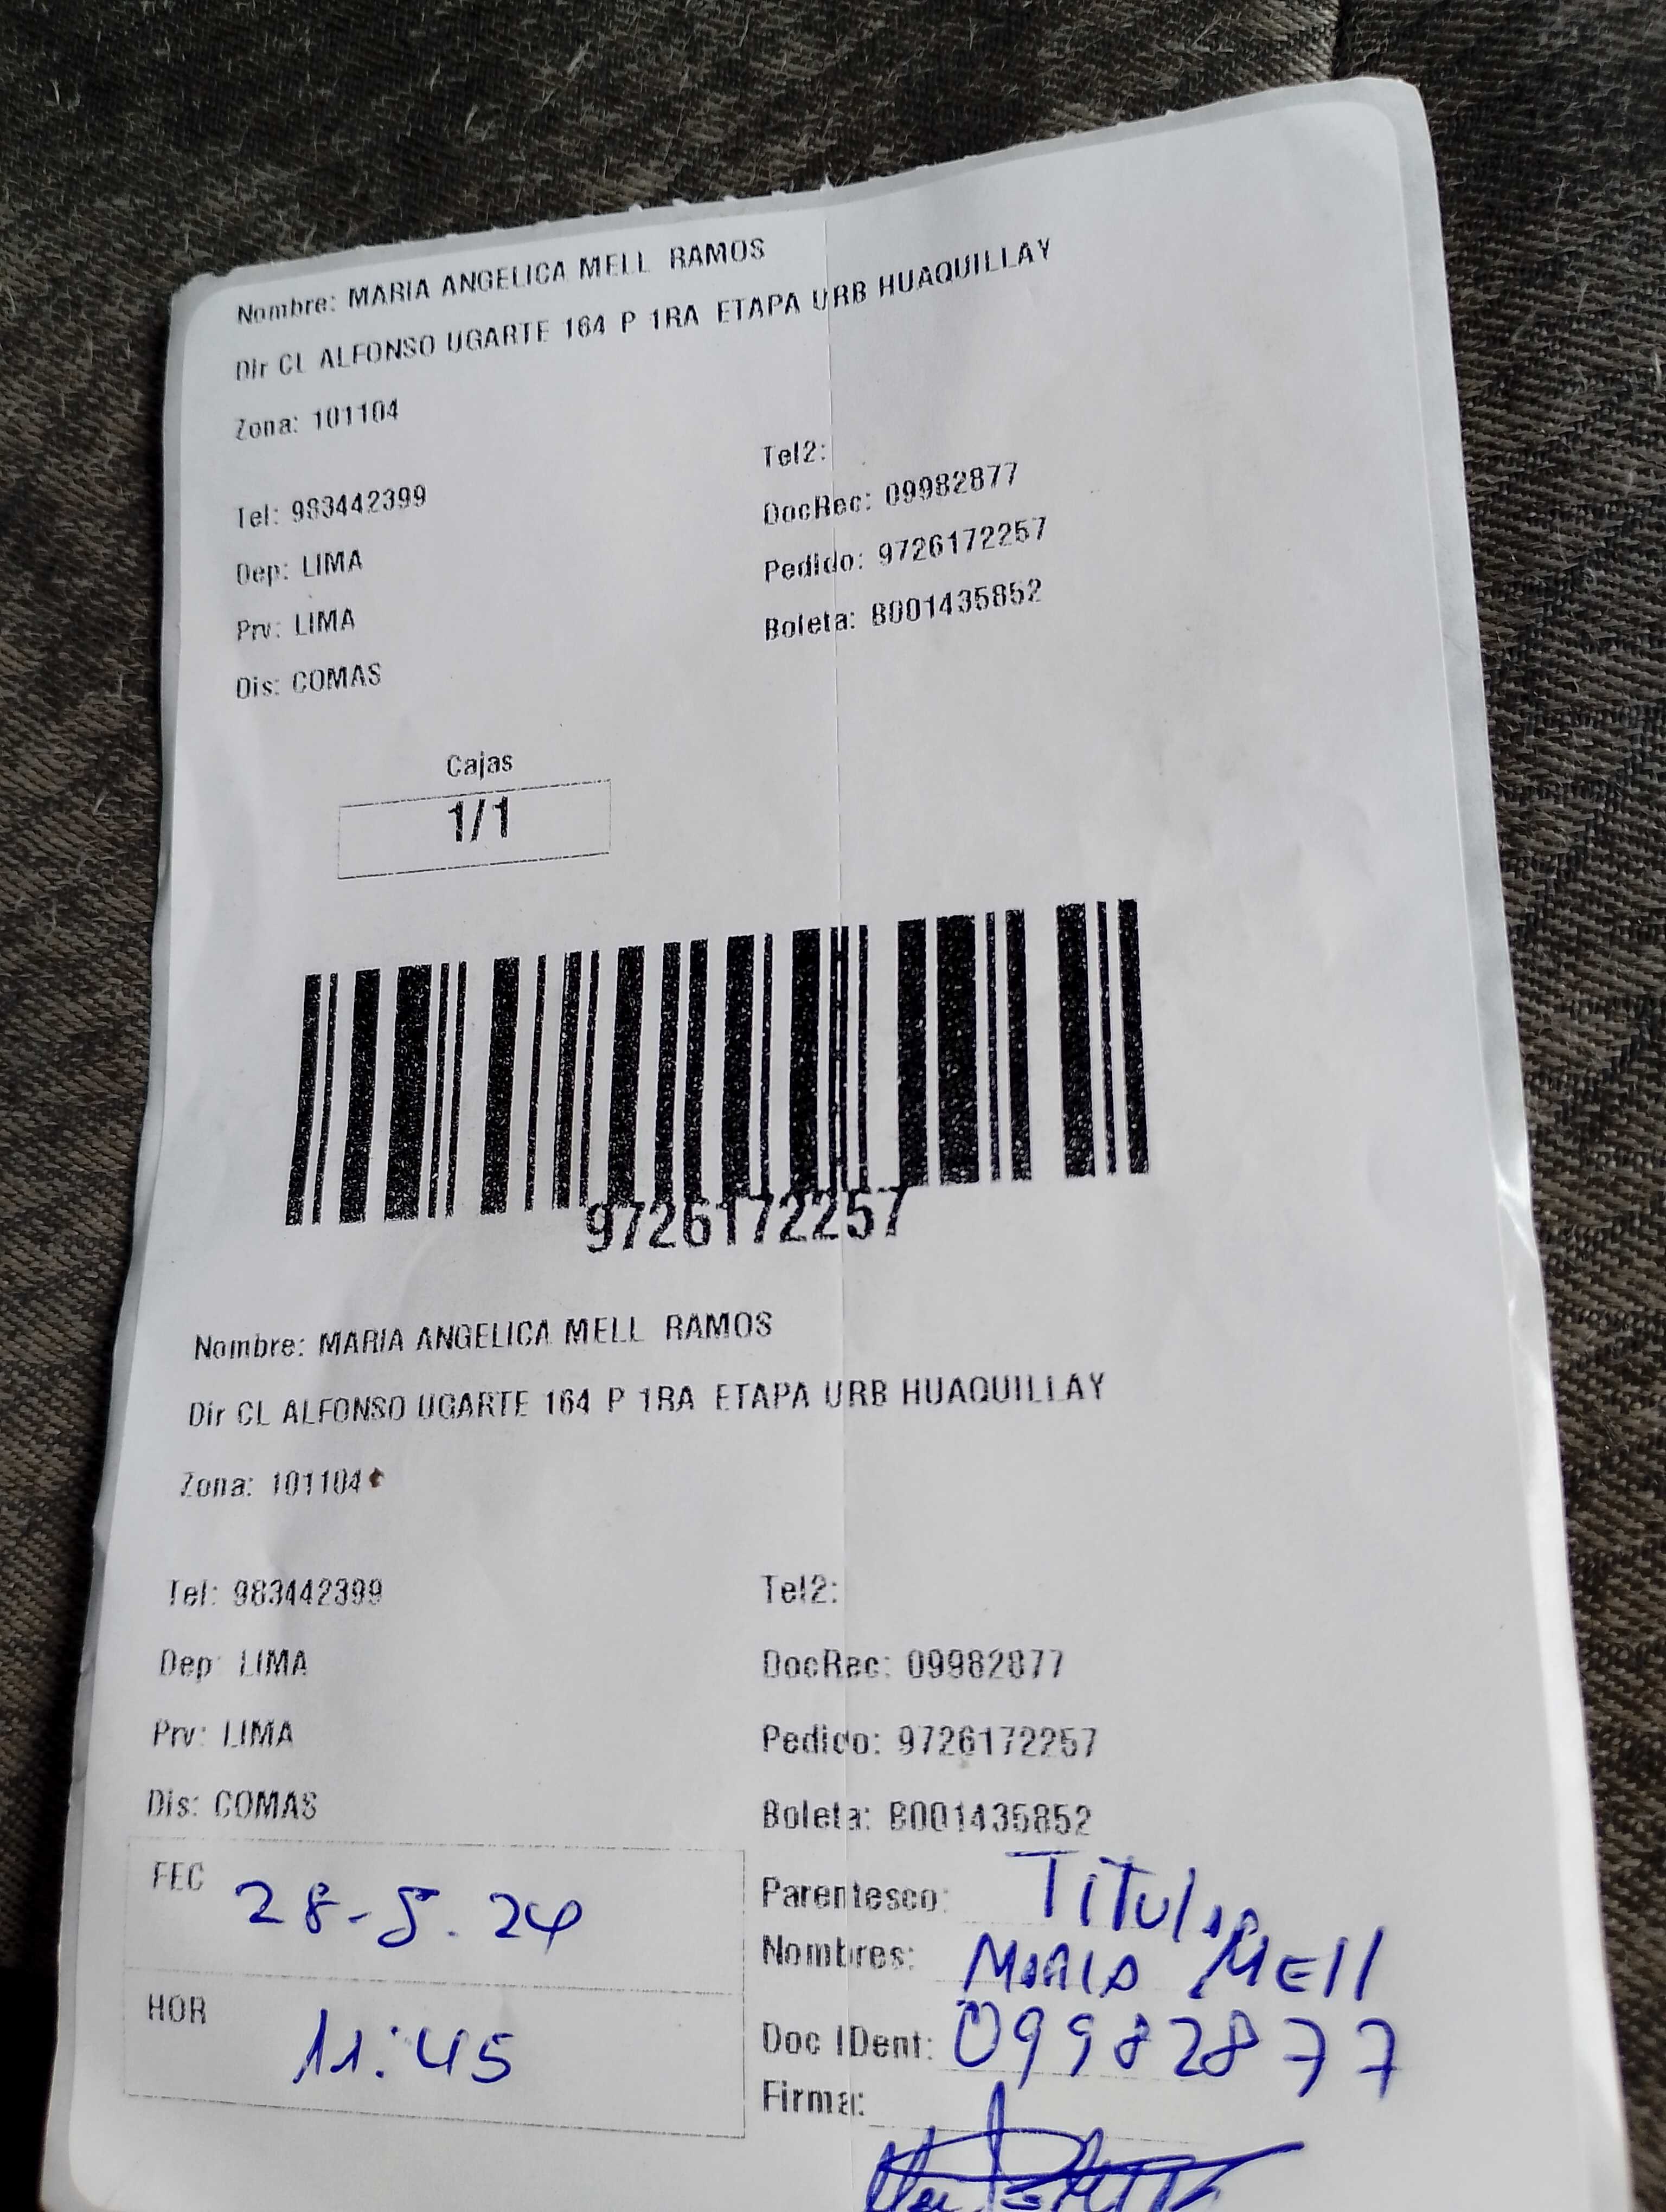 Nombre: MARIA ANGELICA MELL RAMOS
Dir CL ALFONSO UGARTE 164 P 1RA ETAPA URB HUAQUILLAY
Zona: 101104
Tel2:
Tel: 983442399
DocRec: 09982877
Dep: LIMA
Pedido: 9726172257
Prv: LIMA
Boleta: B001435852
Dis: COMAS
Cajas
1/1
9726172257
Nombre: MARIA ANGELICA MELL RAMOS
Dir CL ALFONSO UGARTE 164 P 1RA ETAPA URB HUAQUILLAY
Zona: 101104
Tel: 983442399 Tel2:
Dep: LIMA DocRec: 09982877
Prv: LIMA Pedido: 9726172257
Dis: COMAS Boleta: B001435852
FEC 28-5.24
Parentesco: Titular
Nombres: MARIA MEll
HOR 11:45
Doc IDent: 09982877
Firma: